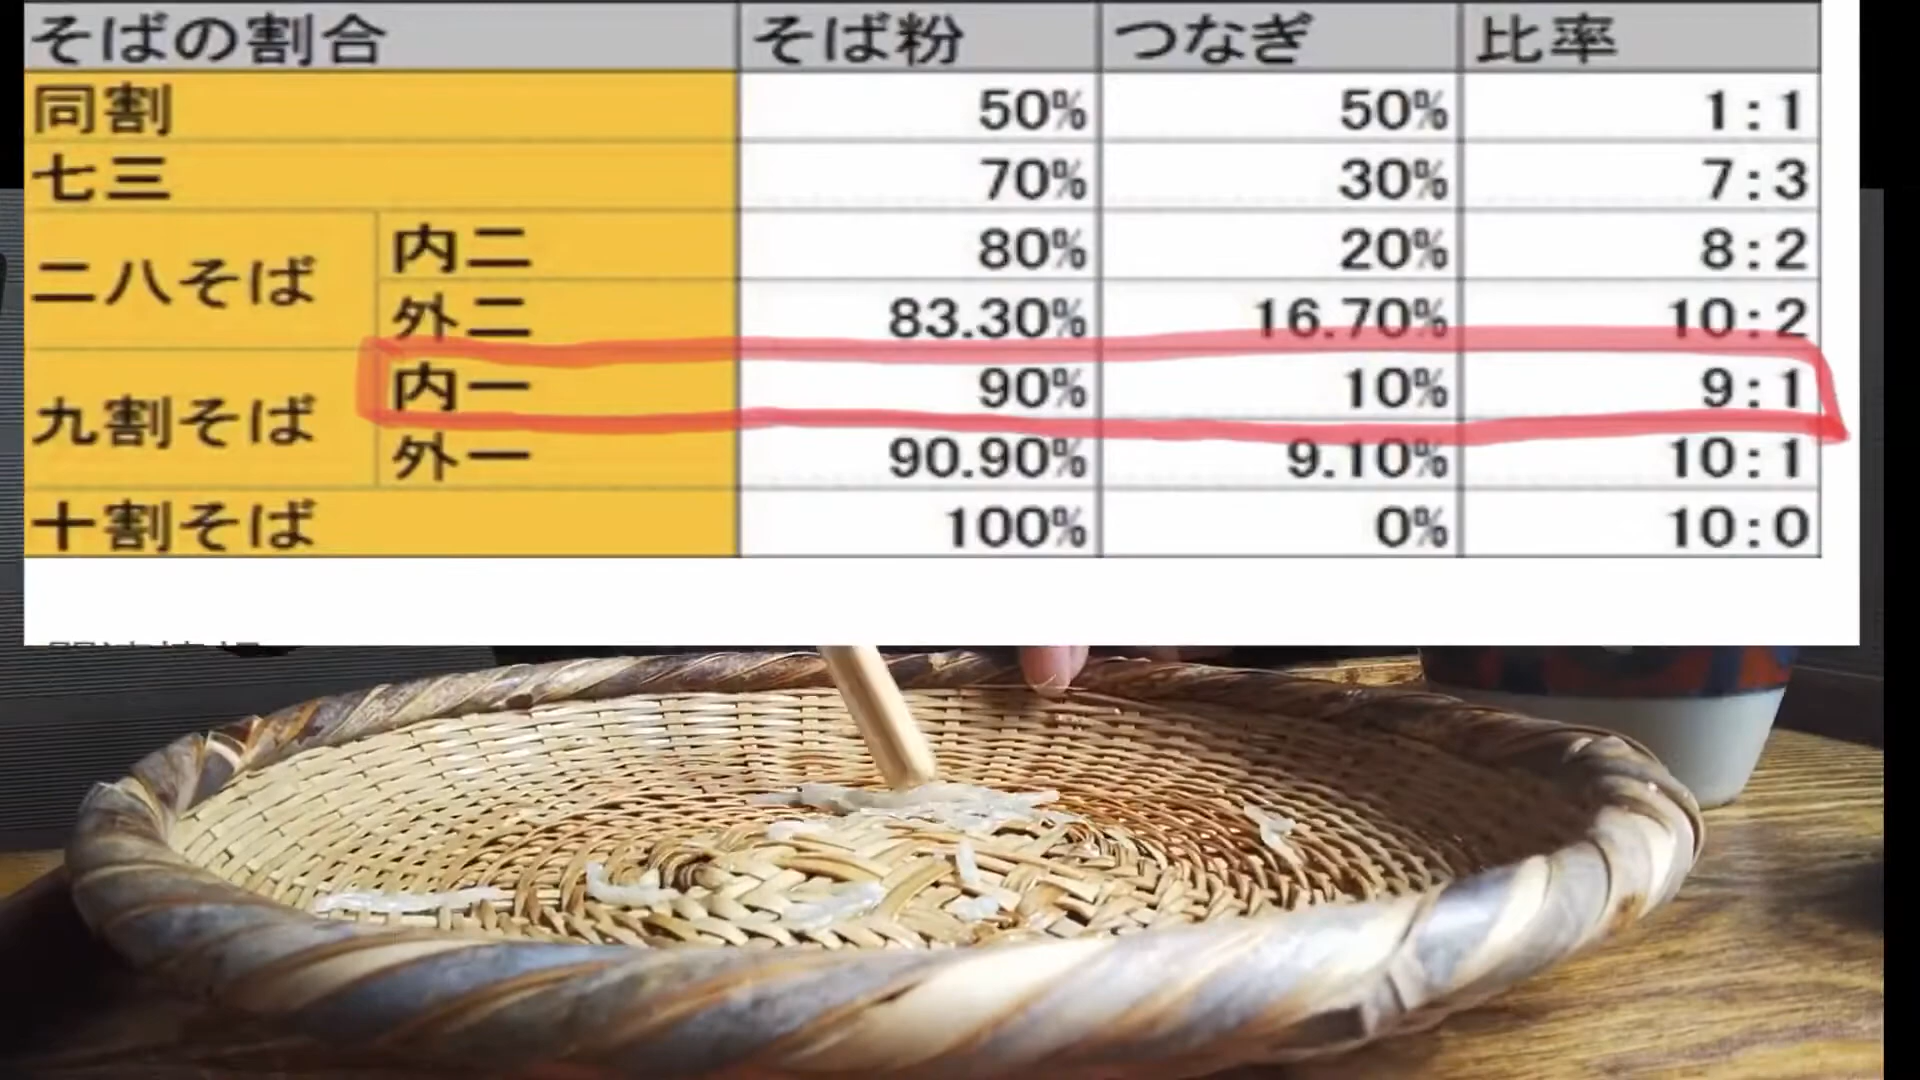 そばの割合 そば粉 つなぎ 比率
同割 50% 50% 1:1
七三 70% 30% 7:3
二八そば 内二 80% 20% 8:2
外二 83.30% 16.70% 10:2
九割そば 内一 90% 10% 9:1
外一 90.90% 9.10% 10:1
十割そば 100% 0% 10:0